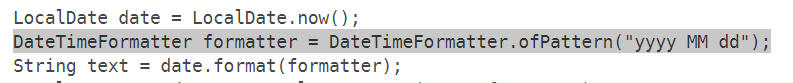 LocalDate date = LocalDate.now();
DateTimeFormatter formatter = DateTimeFormatter.ofPattern("yyyy MM dd");
String text = date.format(formatter);